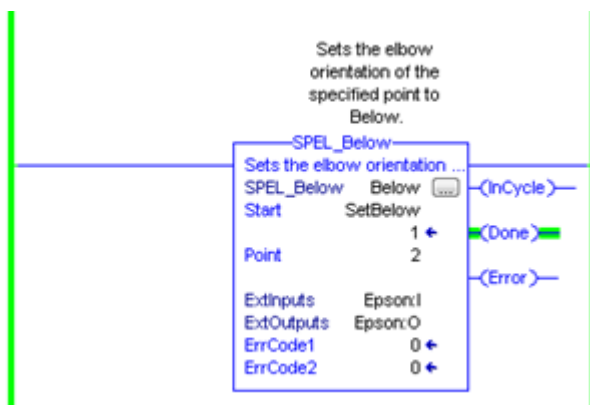 Sets the elbow
orientation of the
specified point to
Below.
SPEL_Below
Sets the elbow orientation ...
SPEL_Below Below ... (InCycle)
Start SetBelow
1 (Done)
Point 2
(Error)
ExtInputs Epson:I
ExtOutputs Epson:O
ErrCode1 0
ErrCode2 0